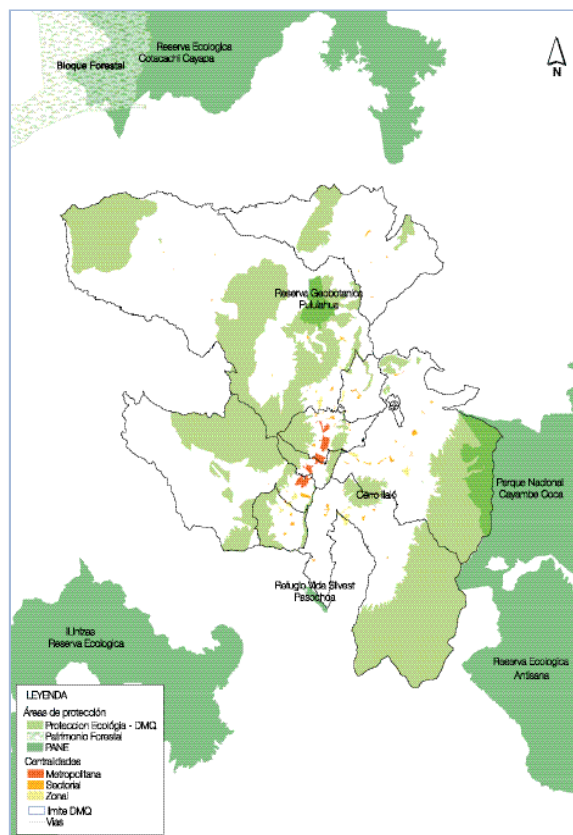 Reserva Ecologica
Cotacachi Cayapa
Bloque Forestal
N
Reserva Geobotanica
Pululahua
Parque Nacional
Cayambe Coca
Cerro Ilaló
Refugio Vida Silvest
Pasochoa
Ilinizas
Reserva Ecologica
Reserva Ecologica
Antisana
LEYENDA
Áreas de protección
Proteccion Ecológia - DMQ
Patrimonio Forestal
PANE
Centralidades
Metropolitana
Sectorial
Zonal
limite DMQ
Vias